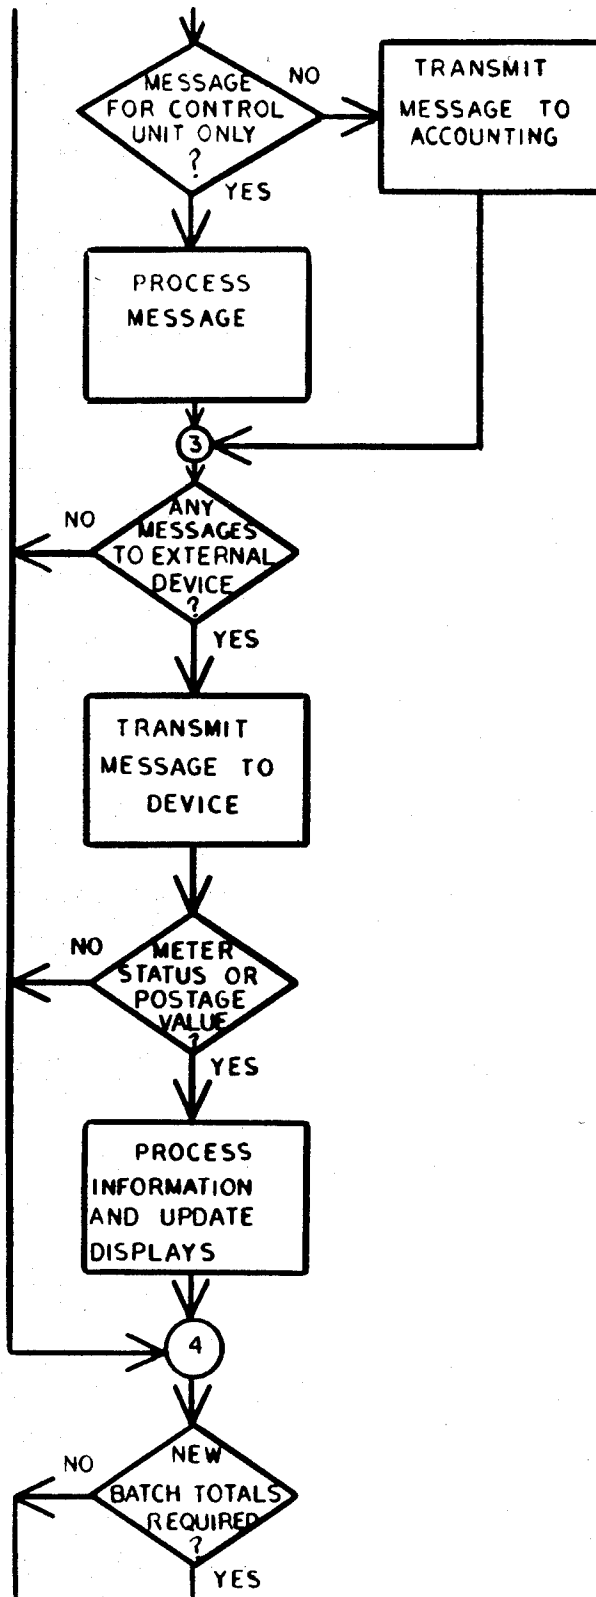 MESSAGE
FOR CONTROL
UNIT ONLY
?
NO
TRANSMIT
MESSAGE TO
ACCOUNTING
YES
PROCESS
MESSAGE
3
NO
ANY
MESSAGES
TO EXTERNAL
DEVICE
?
YES
TRANSMIT
MESSAGE TO
DEVICE
NO
METER
STATUS OR
POSTAGE
VALUE
?
YES
PROCESS
INFORMATION
AND UPDATE
DISPLAYS
4
NO
NEW
BATCH TOTALS
REQUIRED
?
YES